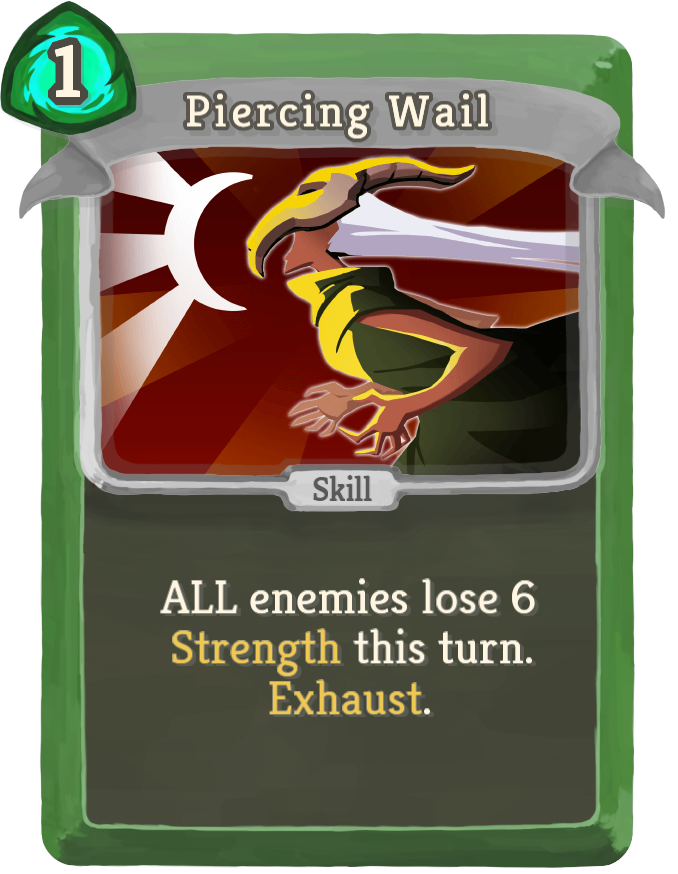 1
Piercing Wail
Skill
ALL enemies lose 6
Strength this turn.
Exhaust.